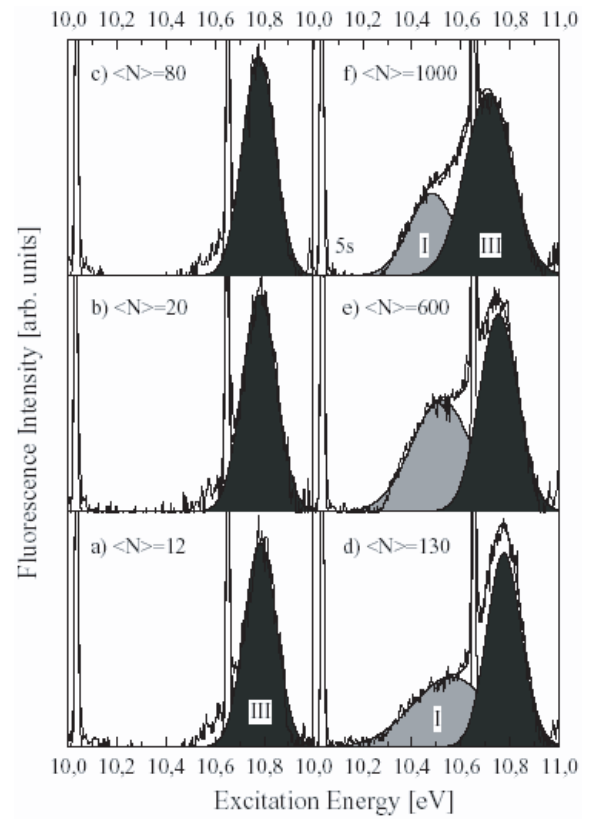 10,0 10,2 10,4 10,6 10,8 10,0 10,2 10,4 10,6 10,8 11,0
c) <N>=80
f) <N>=1000
5s
I
III
b) <N>=20
e) <N>=600
a) <N>=12
d) <N>=130
III
I
10,0 10,2 10,4 10,6 10,8 10,0 10,2 10,4 10,6 10,8 11,0
Excitation Energy [eV]
Fluorescence Intensity [arb. units]